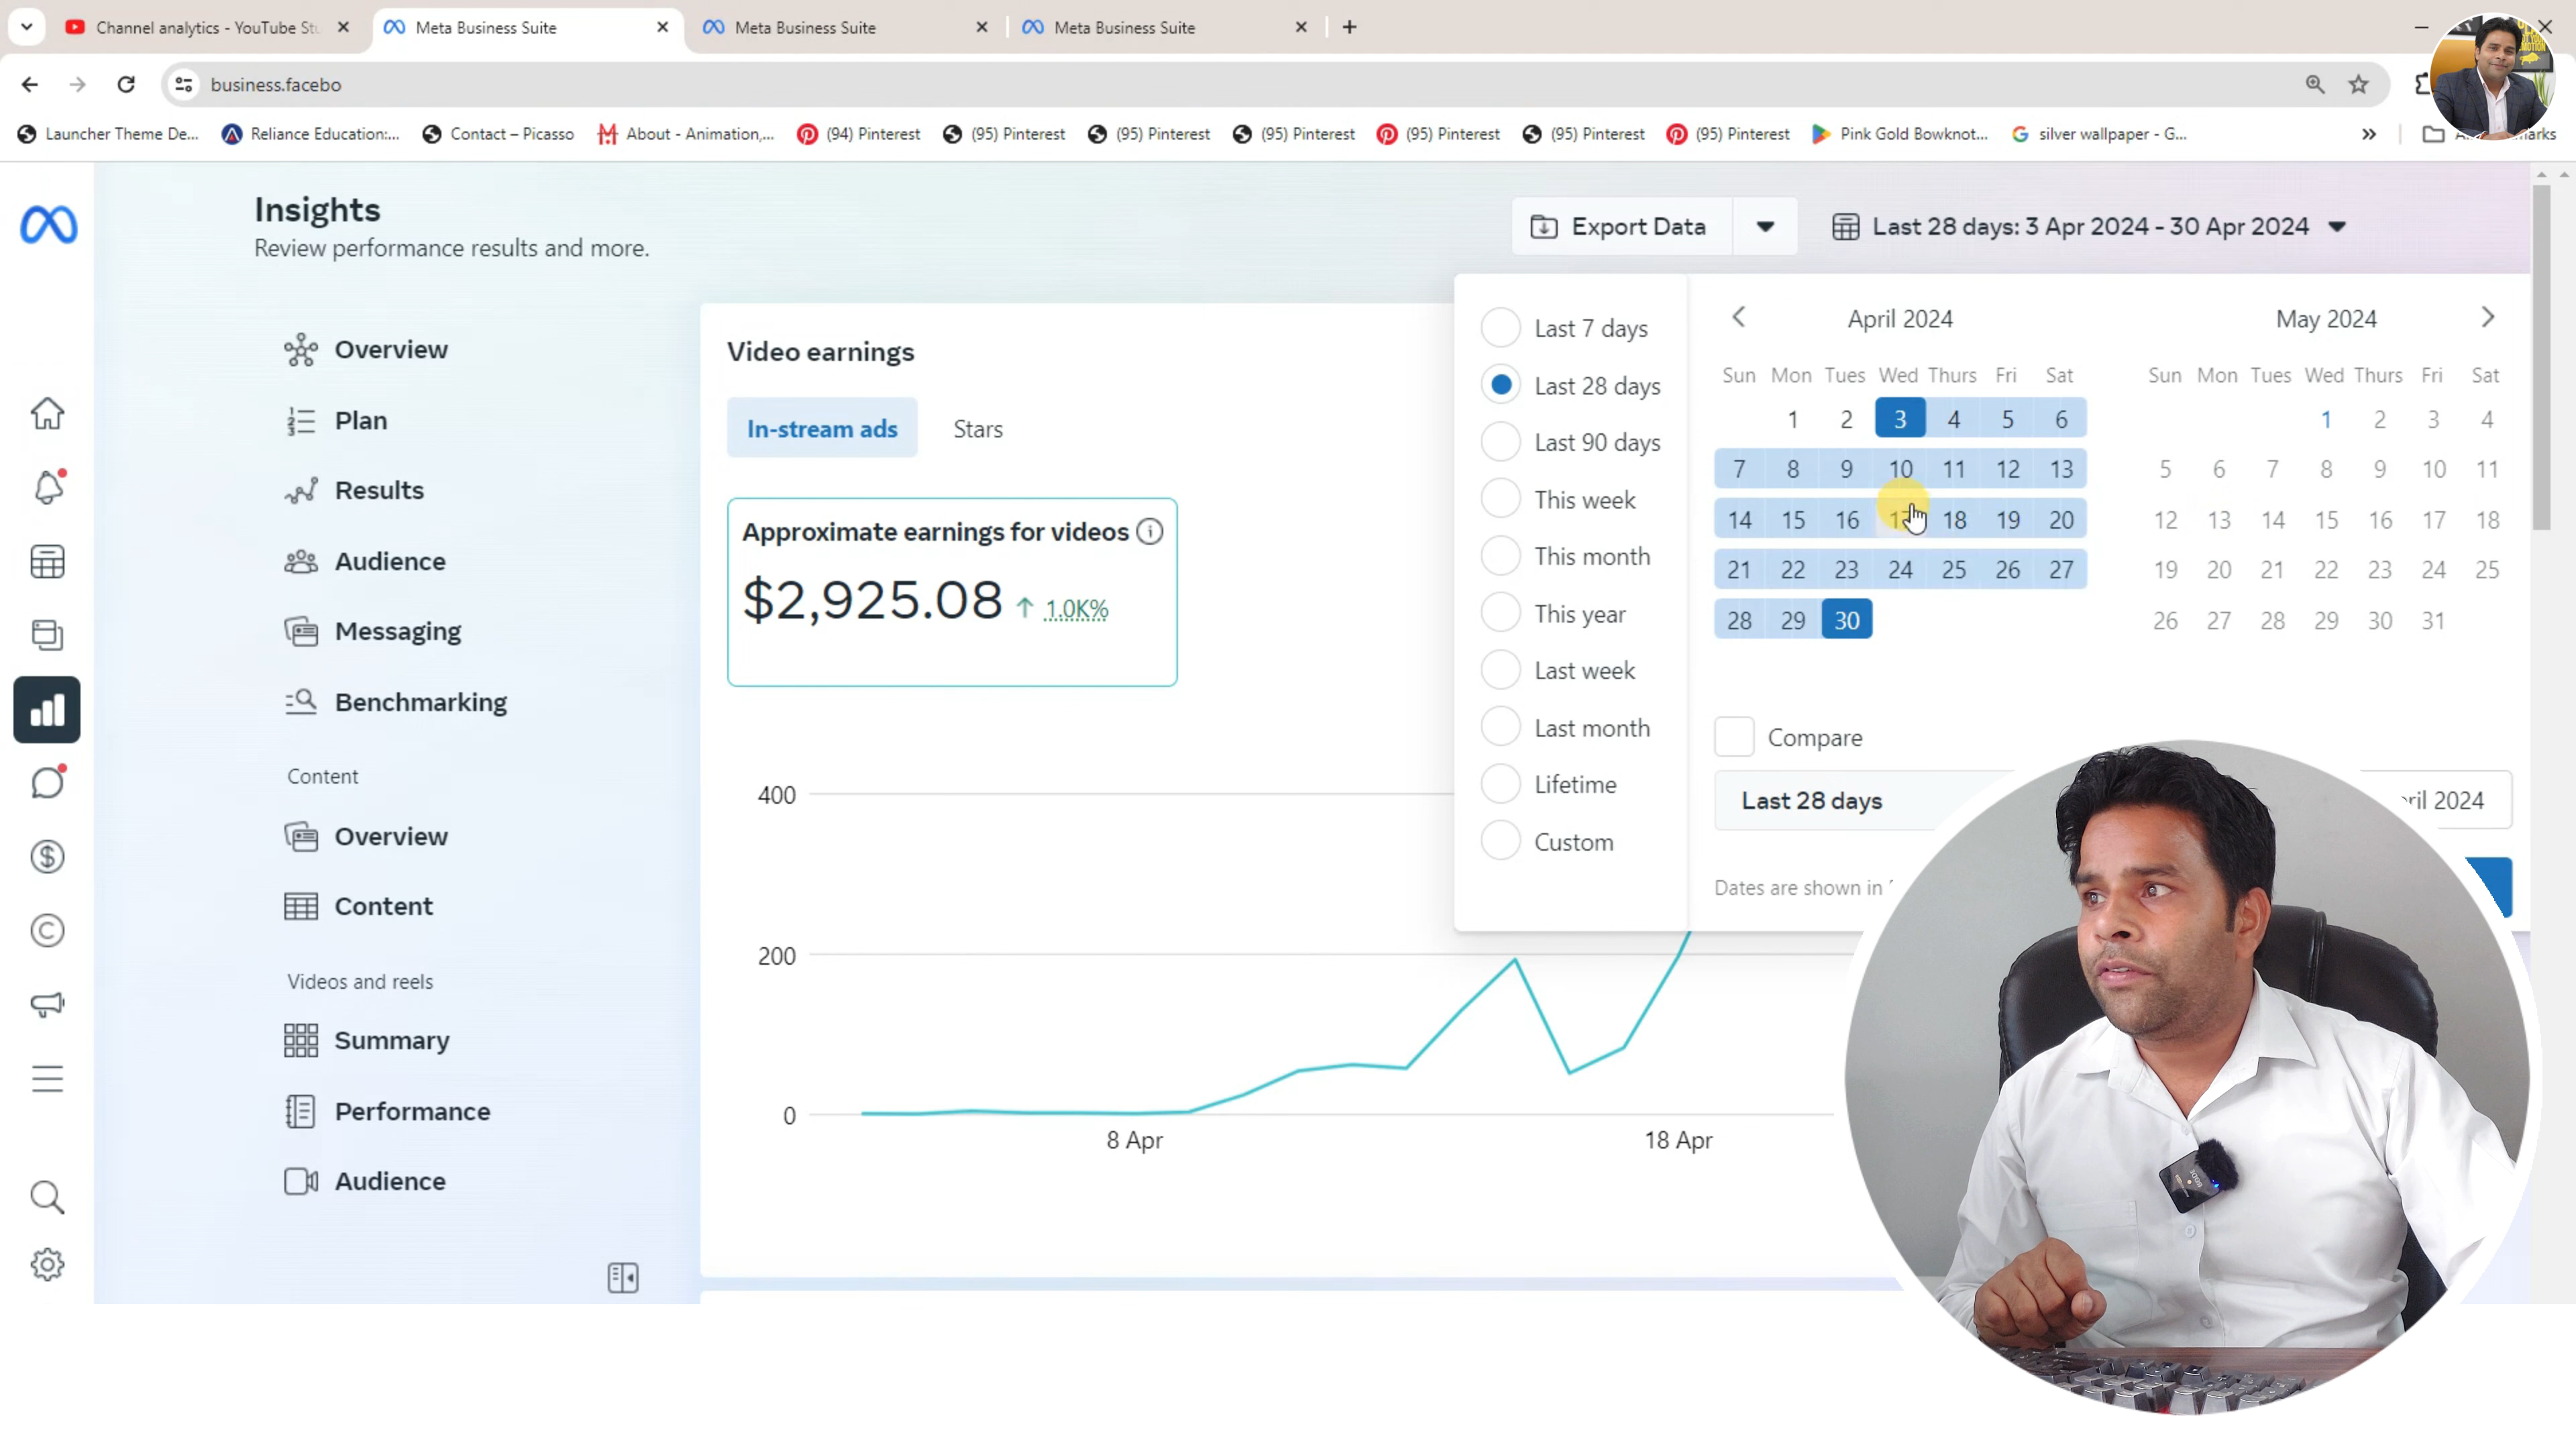 Channel analytics - YouTube Stu
Meta Business Suite
Meta Business Suite
Meta Business Suite
business.facebo
Launcher Theme De...
Reliance Education:...
Contact – Picasso
About - Animation,...
(94) Pinterest
(95) Pinterest
(95) Pinterest
(95) Pinterest
(95) Pinterest
(95) Pinterest
(95) Pinterest
Pink Gold Bowknot...
silver wallpaper - G...
Insights
Review performance results and more.
Export Data
Last 28 days: 3 Apr 2024 - 30 Apr 2024
Overview
Plan
Results
Audience
Messaging
Benchmarking
Content
Overview
Content
Videos and reels
Summary
Performance
Audience
Video earnings
In-stream ads
Stars
Approximate earnings for videos
$2,925.08 ↑ 1.0K%
400
200
0
8 Apr
18 Apr
Last 7 days
Last 28 days
Last 90 days
This week
This month
This year
Last week
Last month
Lifetime
Custom
April 2024
Sun Mon Tues Wed Thurs Fri Sat
1 2 3 4 5 6
7 8 9 10 11 12 13
14 15 16 17 18 19 20
21 22 23 24 25 26 27
28 29 30
May 2024
Sun Mon Tues Wed Thurs Fri Sat
1 2 3 4
5 6 7 8 9 10 11
12 13 14 15 16 17 18
19 20 21 22 23 24 25
26 27 28 29 30 31
Compare
Last 28 days
2024
Dates are shown in